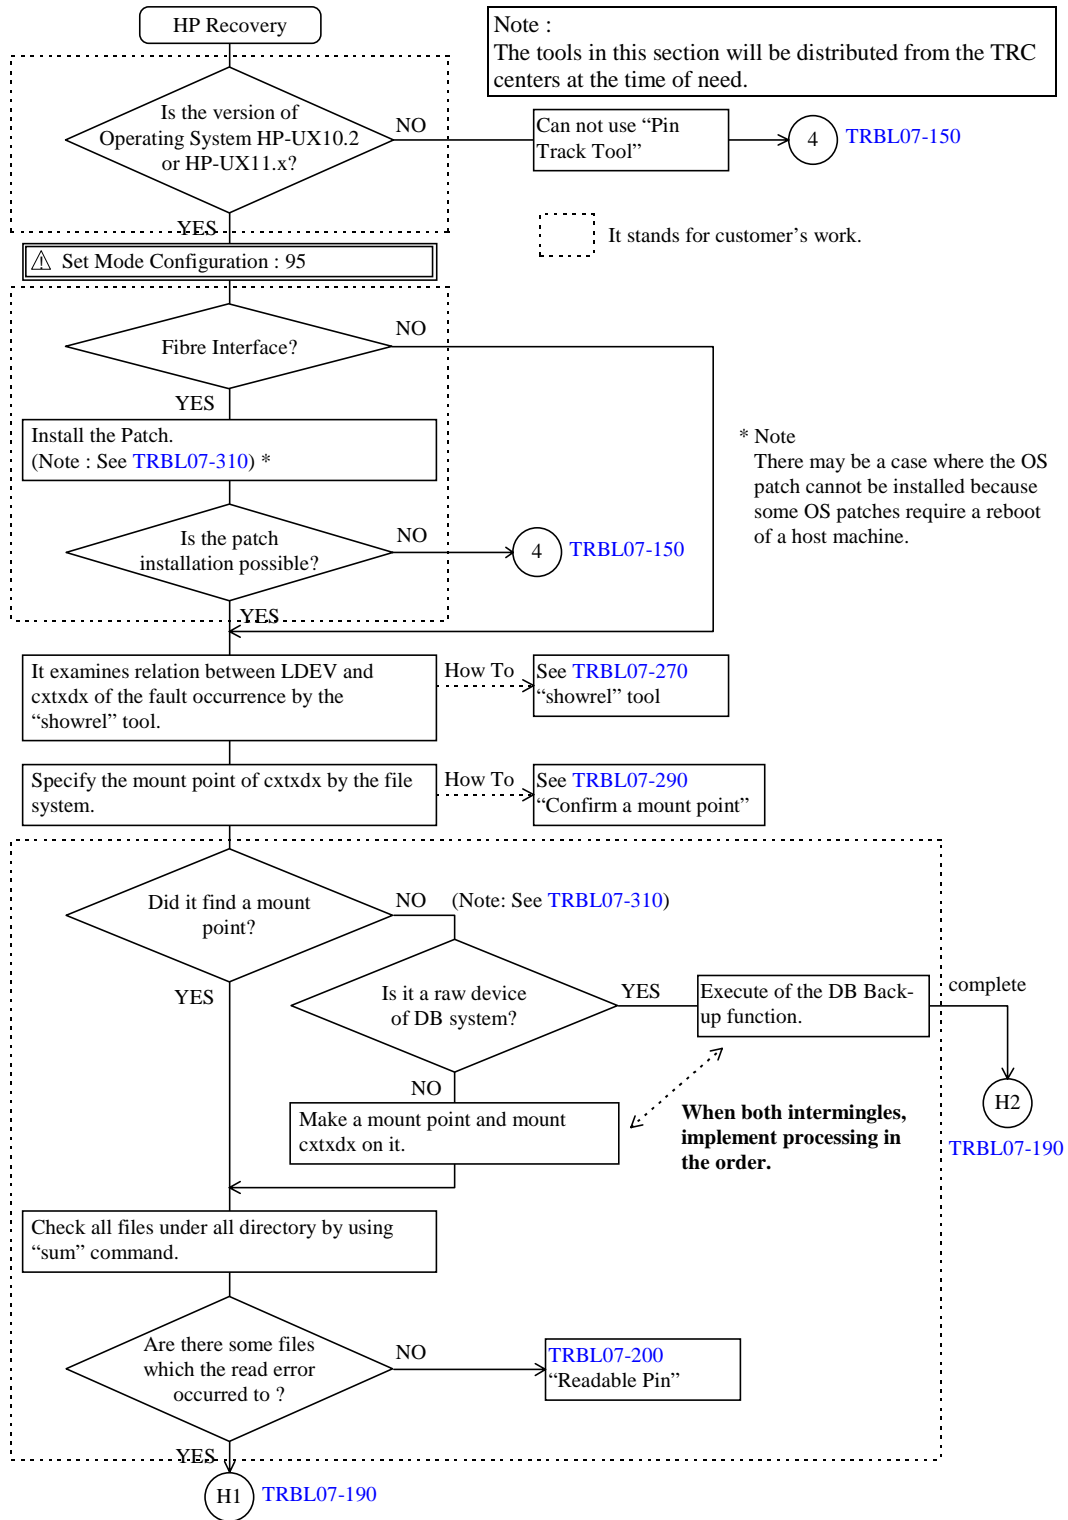 HP Recovery
Note :
The tools in this section will be distributed from the TRC
centers at the time of need.
Is the version of
Operating System HP-UX10.2
or HP-UX11.x?
NO
Can not use “Pin
Track Tool”
4
TRBL07-150
YES
It stands for customer’s work.
⚠ Set Mode Configuration : 95
Fibre Interface?
NO
YES
Install the Patch.
(Note : See TRBL07-310) *
* Note
There may be a case where the OS
patch cannot be installed because
some OS patches require a reboot
of a host machine.
Is the patch
installation possible?
NO
4
TRBL07-150
YES
It examines relation between LDEV and
cxtxdx of the fault occurrence by the
“showrel” tool.
How To
See TRBL07-270
“showrel” tool
Specify the mount point of cxtxdx by the file
system.
How To
See TRBL07-290
“Confirm a mount point”
Did it find a mount
point?
NO
(Note: See TRBL07-310)
YES
Is it a raw device
of DB system?
YES
Execute of the DB Back-
up function.
complete
NO
Make a mount point and mount
cxtxdx on it.
When both intermingles,
implement processing in
the order.
H2
TRBL07-190
Check all files under all directory by using
“sum” command.
Are there some files
which the read error
occurred to ?
NO
TRBL07-200
“Readable Pin”
YES
H1
TRBL07-190